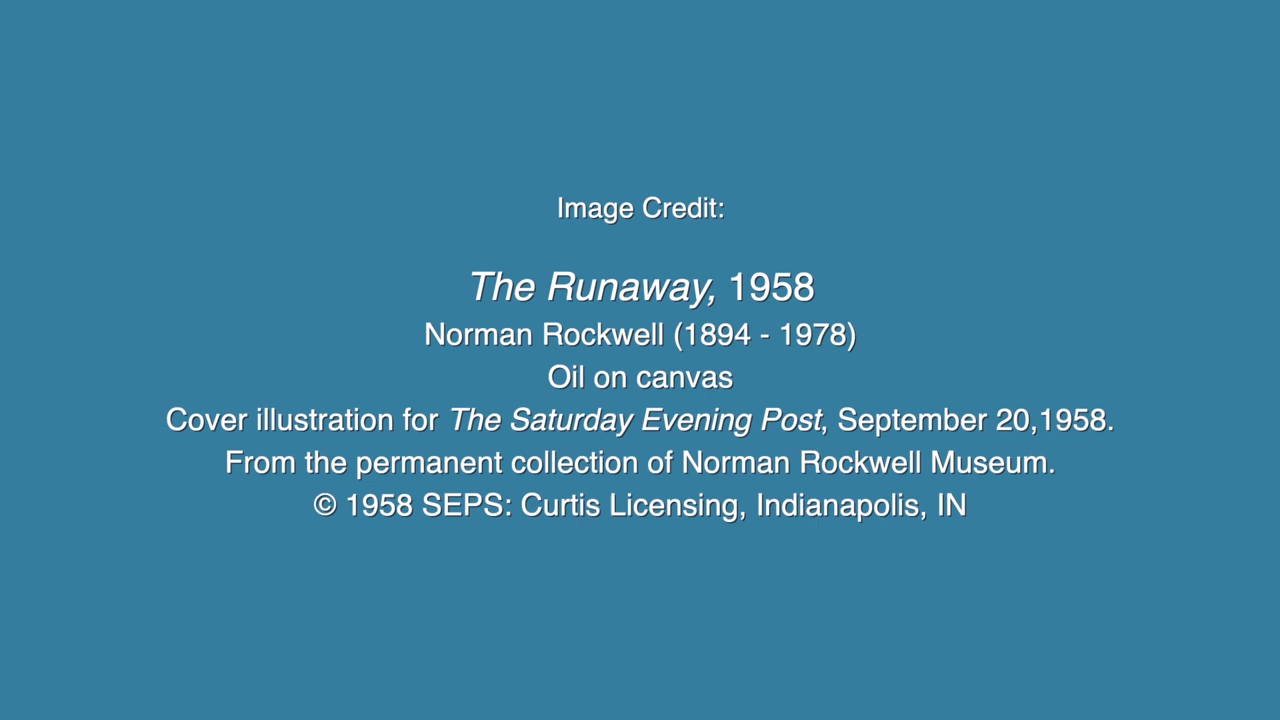 Image Credit:
The Runaway, 1958
Norman Rockwell (1894 - 1978)
Oil on canvas
Cover illustration for The Saturday Evening Post, September 20,1958.
From the permanent collection of Norman Rockwell Museum.
© 1958 SEPS: Curtis Licensing, Indianapolis, IN